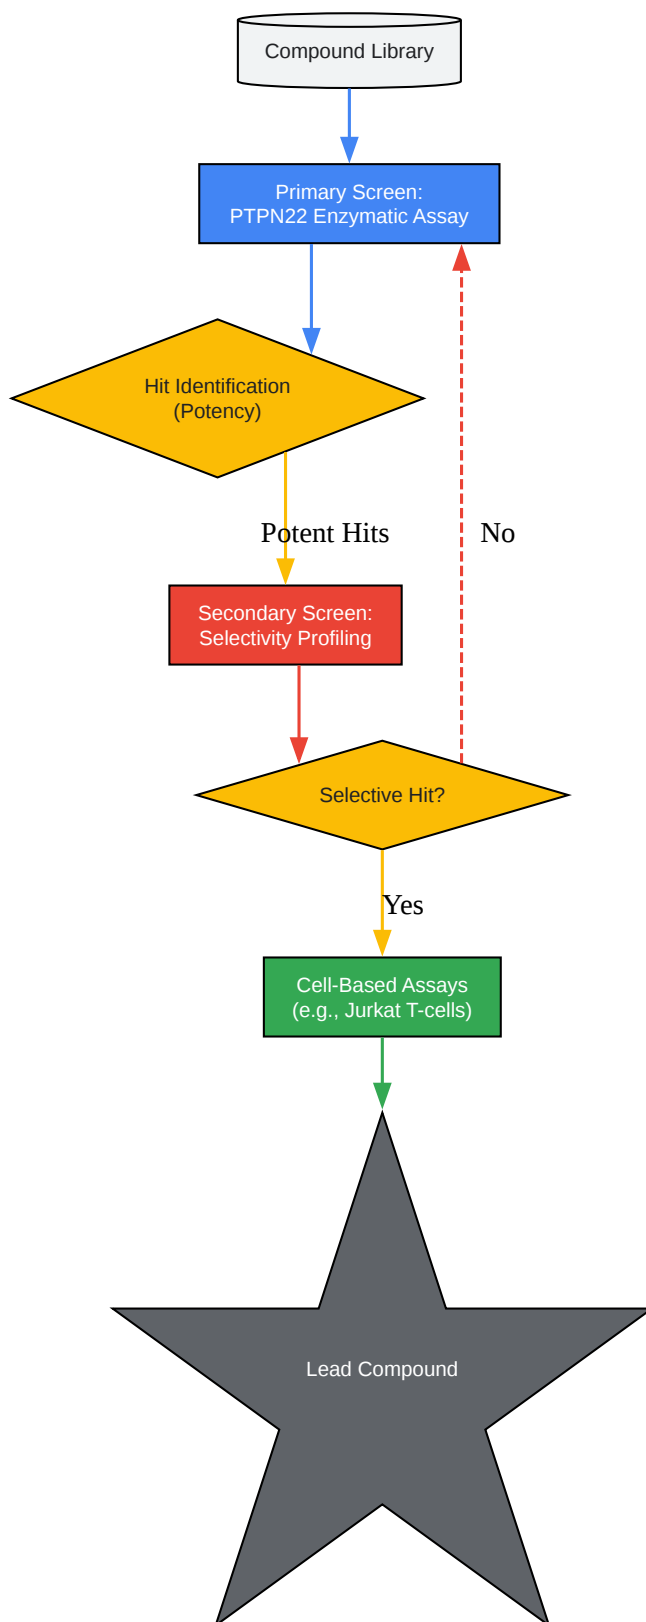 Compound Library
Primary Screen:
PTPN22 Enzymatic Assay
Hit Identification
(Potency)
Potent Hits
No
Secondary Screen:
Selectivity Profiling
Selective Hit?
Yes
Cell-Based Assays
(e.g., Jurkat T-cells)
Lead Compound